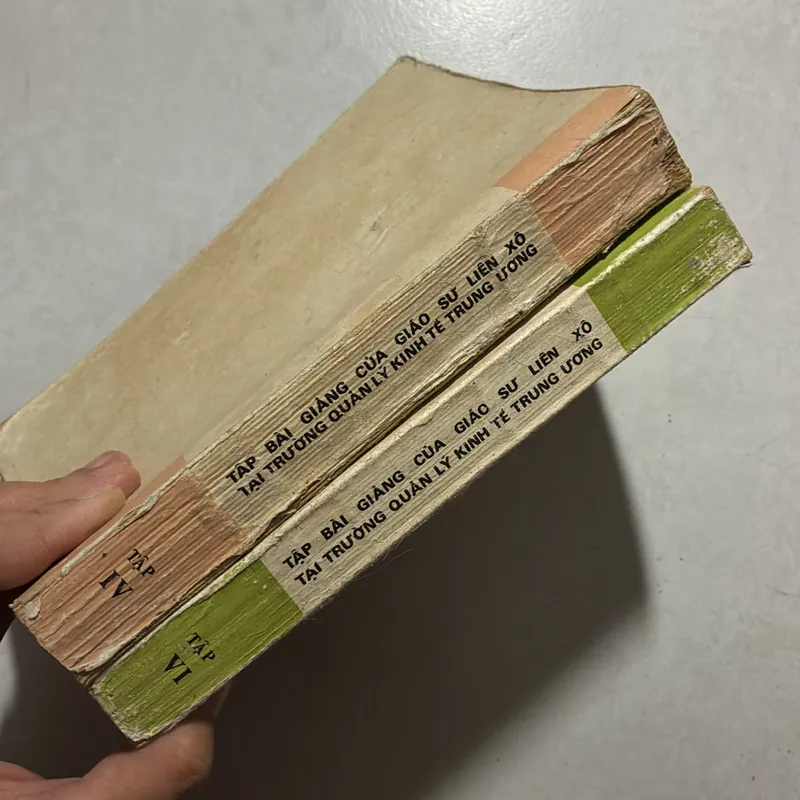 TẬP BÀI GIẢNG CỦA GIÁO SƯ LIÊN XÔ
TẠI TRƯỜNG QUẢN LÝ KINH TẾ TRUNG ƯƠNG
TẬP
IV
TẬP BÀI GIẢNG CỦA GIÁO SƯ LIÊN XÔ
TẠI TRƯỜNG QUẢN LÝ KINH TẾ TRUNG ƯƠNG
TẬP
VI